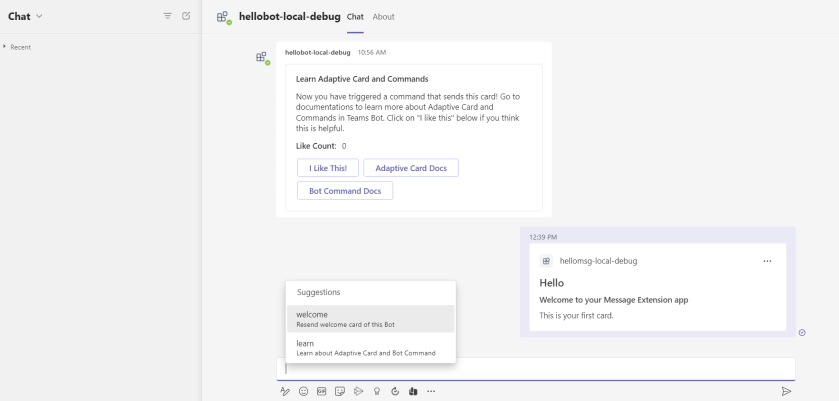 Chat
hellobot-local-debug Chat About
Recent
hellobot-local-debug 10:56 AM
Learn Adaptive Card and Commands
Now you have triggered a command that sends this card! Go to
documentations to learn more about Adaptive Card and
Commands in Teams Bot. Click on "I like this" below if you think
this is helpful.
Like Count: 0
I Like This!
Adaptive Card Docs
Bot Command Docs
12:39 PM
hellomsg-local-debug
Hello
Welcome to your Message Extension app
This is your first card.
Suggestions
welcome
Resend welcome card of this Bot
learn
Learn about Adaptive Card and Bot Command
GIF